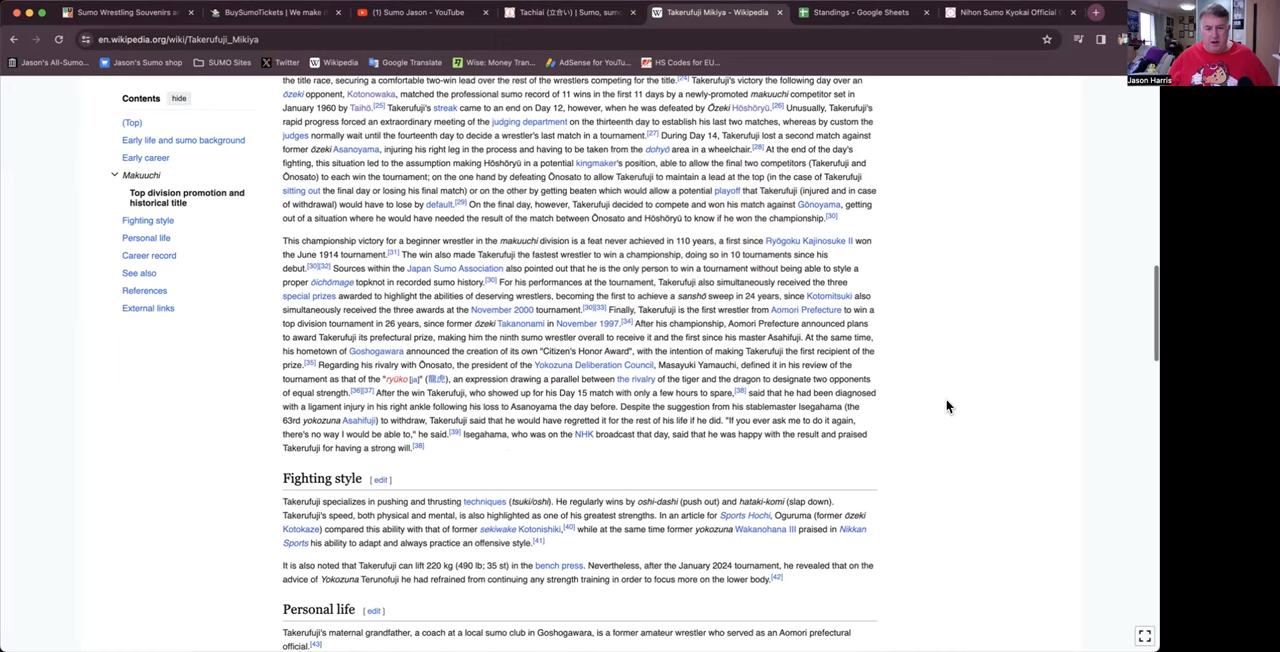 Sumo Wrestling Souvenirs a
BuySumoTickets | We make i
(1) Sumo Jason - YouTube
Tachiai (立合い) | Sumo, sum
Takerufuji Mikiya - Wikipedia
Standings - Google Sheets
Nihon Sumo Kyokai Official
en.wikipedia.org/wiki/Takerufuji_Mikiya
Jason's All-Sumo...
Jason's Sumo shop
SUMO Sites
Twitter
Wikipedia
Google Translate
Wise: Money Tran...
AdSense for YouTu...
HS Codes for EU...
Jason Harris
Contents hide
(Top)
Early life and sumo background
Early career
Makuuchi
Top division promotion and
historical title
Fighting style
Personal life
Career record
See also
References
External links
the title race, securing a comfortable two-win lead over the rest of the wrestlers competing for the title.[24] Takerufuji's victory the following day over an
ōzeki opponent, Kotonowaka, matched the professional sumo record of 11 wins in the first 11 days by a newly-promoted makuuchi competitor set in
January 1960 by Taihō.[25] Takerufuji's streak came to an end on Day 12, however, when he was defeated by Ōzeki Hōshōryū.[26] Unusually, Takerufuji's
rapid progress forced an extraordinary meeting of the judging department on the thirteenth day to establish his last two matches, whereas by custom the
judges normally wait until the fourteenth day to decide a wrestler's last match in a tournament.[27] During Day 14, Takerufuji lost a second match against
former ōzeki Asanoyama, injuring his right leg in the process and having to be taken from the dohyō area in a wheelchair.[28] At the end of the day's
fighting, this situation led to the assumption making Hōshōryū in a potential kingmaker's position, able to allow the final two competitors (Takerufuji and
Ōnosato) to each win the tournament; on the one hand by defeating Ōnosato to allow Takerufuji to maintain a lead at the top (in the case of Takerufuji
sitting out the final day or losing his final match) or on the other by getting beaten which would allow a potential playoff that Takerufuji (injured and in case
of withdrawal) would have to lose by default.[29] On the final day, however, Takerufuji decided to compete and won his match against Gōnoyama, getting
out of a situation where he would have needed the result of the match between Ōnosato and Hōshōryū to know if he won the championship.[30]
This championship victory for a beginner wrestler in the makuuchi division is a feat never achieved in 110 years, a first since Ryōgoku Kajinosuke II won
the June 1914 tournament.[31] The win also made Takerufuji the fastest wrestler to win a championship, doing so in 10 tournaments since his
debut.[30][32] Sources within the Japan Sumo Association also pointed out that he is the only person to win a tournament without being able to style a
proper ōichōmage topknot in recorded sumo history.[30] For his performances at the tournament, Takerufuji also simultaneously received the three
special prizes awarded to highlight the abilities of deserving wrestlers, becoming the first to achieve a sanshō sweep in 24 years, since Kotomitsuki also
simultaneously received the three awards at the November 2000 tournament.[30][33] Finally, Takerufuji is the first wrestler from Aomori Prefecture to win a
top division tournament in 26 years, since former ōzeki Takanonami in November 1997.[34] After his championship, Aomori Prefecture announced plans
to award Takerufuji its prefectural prize, making him the ninth sumo wrestler overall to receive it and the first since his master Asahifuji. At the same time,
his hometown of Goshogawara announced the creation of its own "Citizen's Honor Award", with the intention of making Takerufuji the first recipient of the
prize.[35] Regarding his rivalry with Ōnosato, the president of the Yokozuna Deliberation Council, Masayuki Yamauchi, defined it in his review of the
tournament as that of the "ryūko [ja]" (龍虎), an expression drawing a parallel between the rivalry of the tiger and the dragon to designate two opponents
of equal strength.[36][37] After the win Takerufuji, who showed up for his Day 15 match with only a few hours to spare,[38] said that he had been diagnosed
with a ligament injury in his right ankle following his loss to Asanoyama the day before. Despite the suggestion from his stablemaster Isegahama (the
63rd yokozuna Asahifuji) to withdraw, Takerufuji said that he would have regretted it for the rest of his life if he did. "If you ever ask me to do it again,
there's no way I would be able to," he said.[39] Isegahama, who was on the NHK broadcast that day, said that he was happy with the result and praised
Takerufuji for having a strong will.[38]
Fighting style [ edit ]
Takerufuji specializes in pushing and thrusting techniques (tsuki/oshi). He regularly wins by oshi-dashi (push out) and hataki-komi (slap down).
Takerufuji's speed, both physical and mental, is also highlighted as one of his greatest strengths. In an article for Sports Hochi, Oguruma (former ōzeki
Kotokaze) compared this ability with that of former sekiwake Kotonishiki,[40] while at the same time former yokozuna Wakanohana III praised in Nikkan
Sports his ability to adapt and always practice an offensive style.[41]
It is also noted that Takerufuji can lift 220 kg (490 lb; 35 st) in the bench press. Nevertheless, after the January 2024 tournament, he revealed that on the
advice of Yokozuna Terunofuji he had refrained from continuing any strength training in order to focus more on the lower body.[42]
Personal life [ edit ]
Takerufuji's maternal grandfather, a coach at a local sumo club in Goshogawara, is a former amateur wrestler who served as an Aomori prefectural
official.[43]